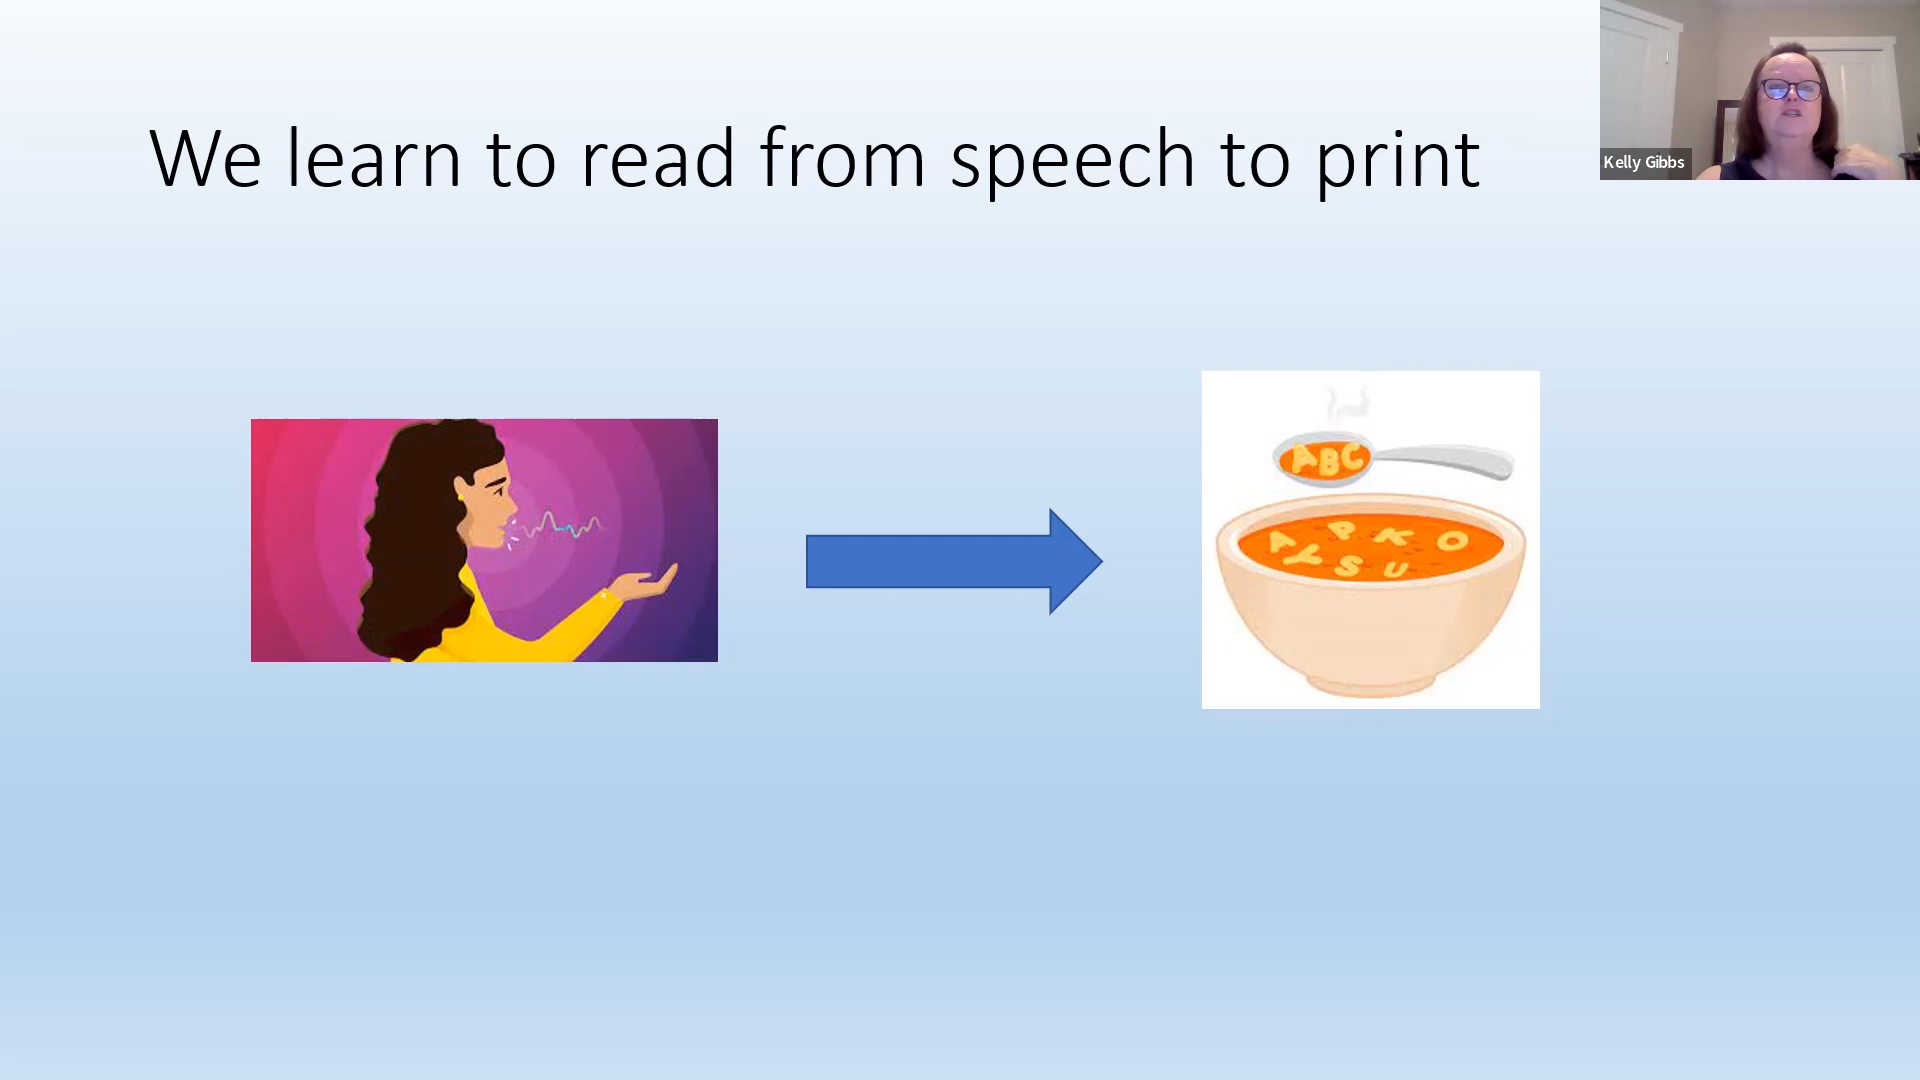 We learn to read from speech to print
Kelly Gibbs
ABC
A P K O
Y S U